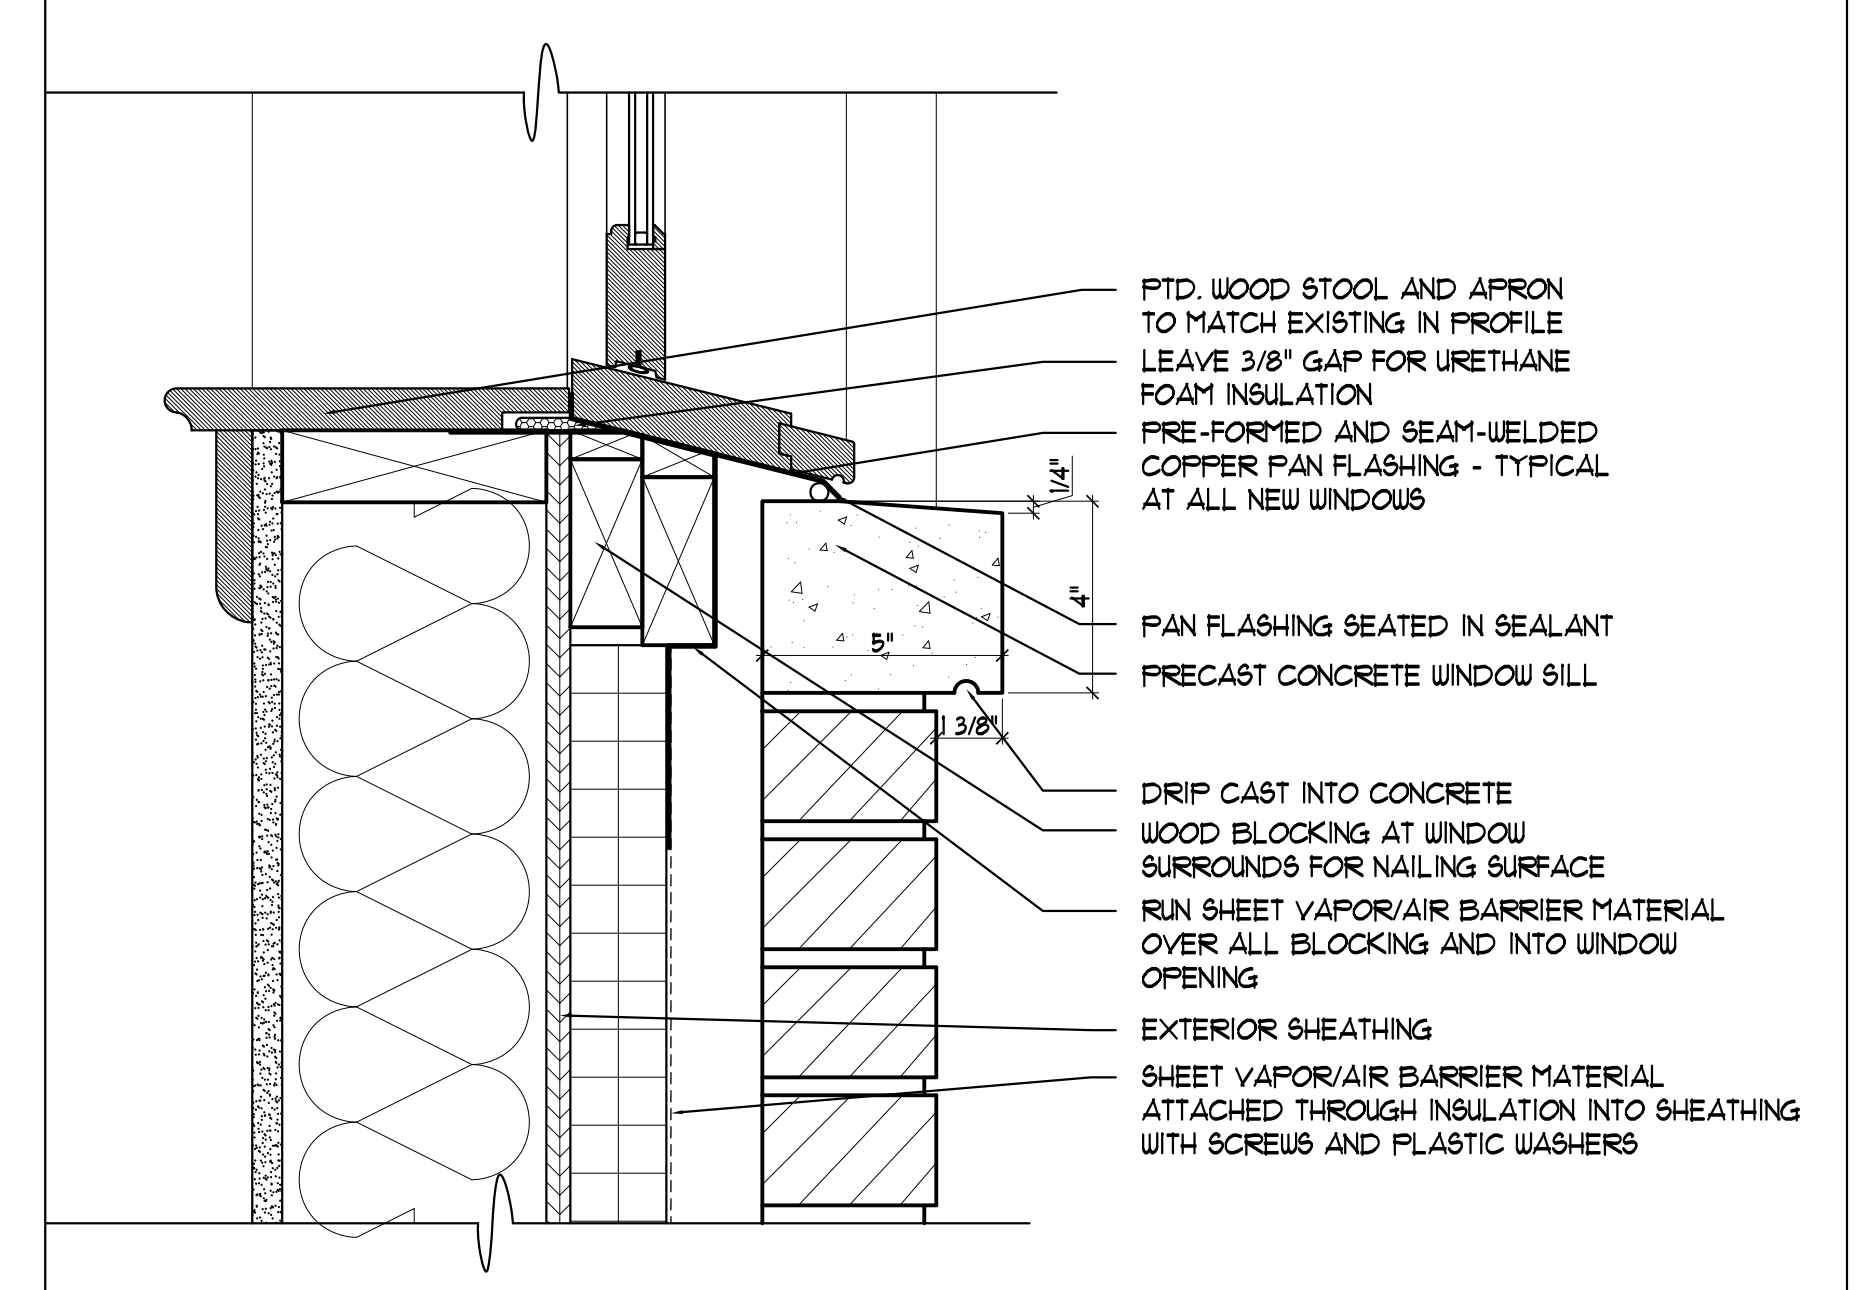 PTD. WOOD STOOL AND APRON
TO MATCH EXISTING IN PROFILE
LEAVE 3/8" GAP FOR URETHANE
FOAM INSULATION
PRE-FORMED AND SEAM-WELDED
COPPER PAN FLASHING - TYPICAL
AT ALL NEW WINDOWS
1/4"
4"
5"
1 3/8"
PAN FLASHING SEATED IN SEALANT
PRECAST CONCRETE WINDOW SILL
DRIP CAST INTO CONCRETE
WOOD BLOCKING AT WINDOW
SURROUNDS FOR NAILING SURFACE
RUN SHEET VAPOR/AIR BARRIER MATERIAL
OVER ALL BLOCKING AND INTO WINDOW
OPENING
EXTERIOR SHEATHING
SHEET VAPOR/AIR BARRIER MATERIAL
ATTACHED THROUGH INSULATION INTO SHEATHING
WITH SCREWS AND PLASTIC WASHERS